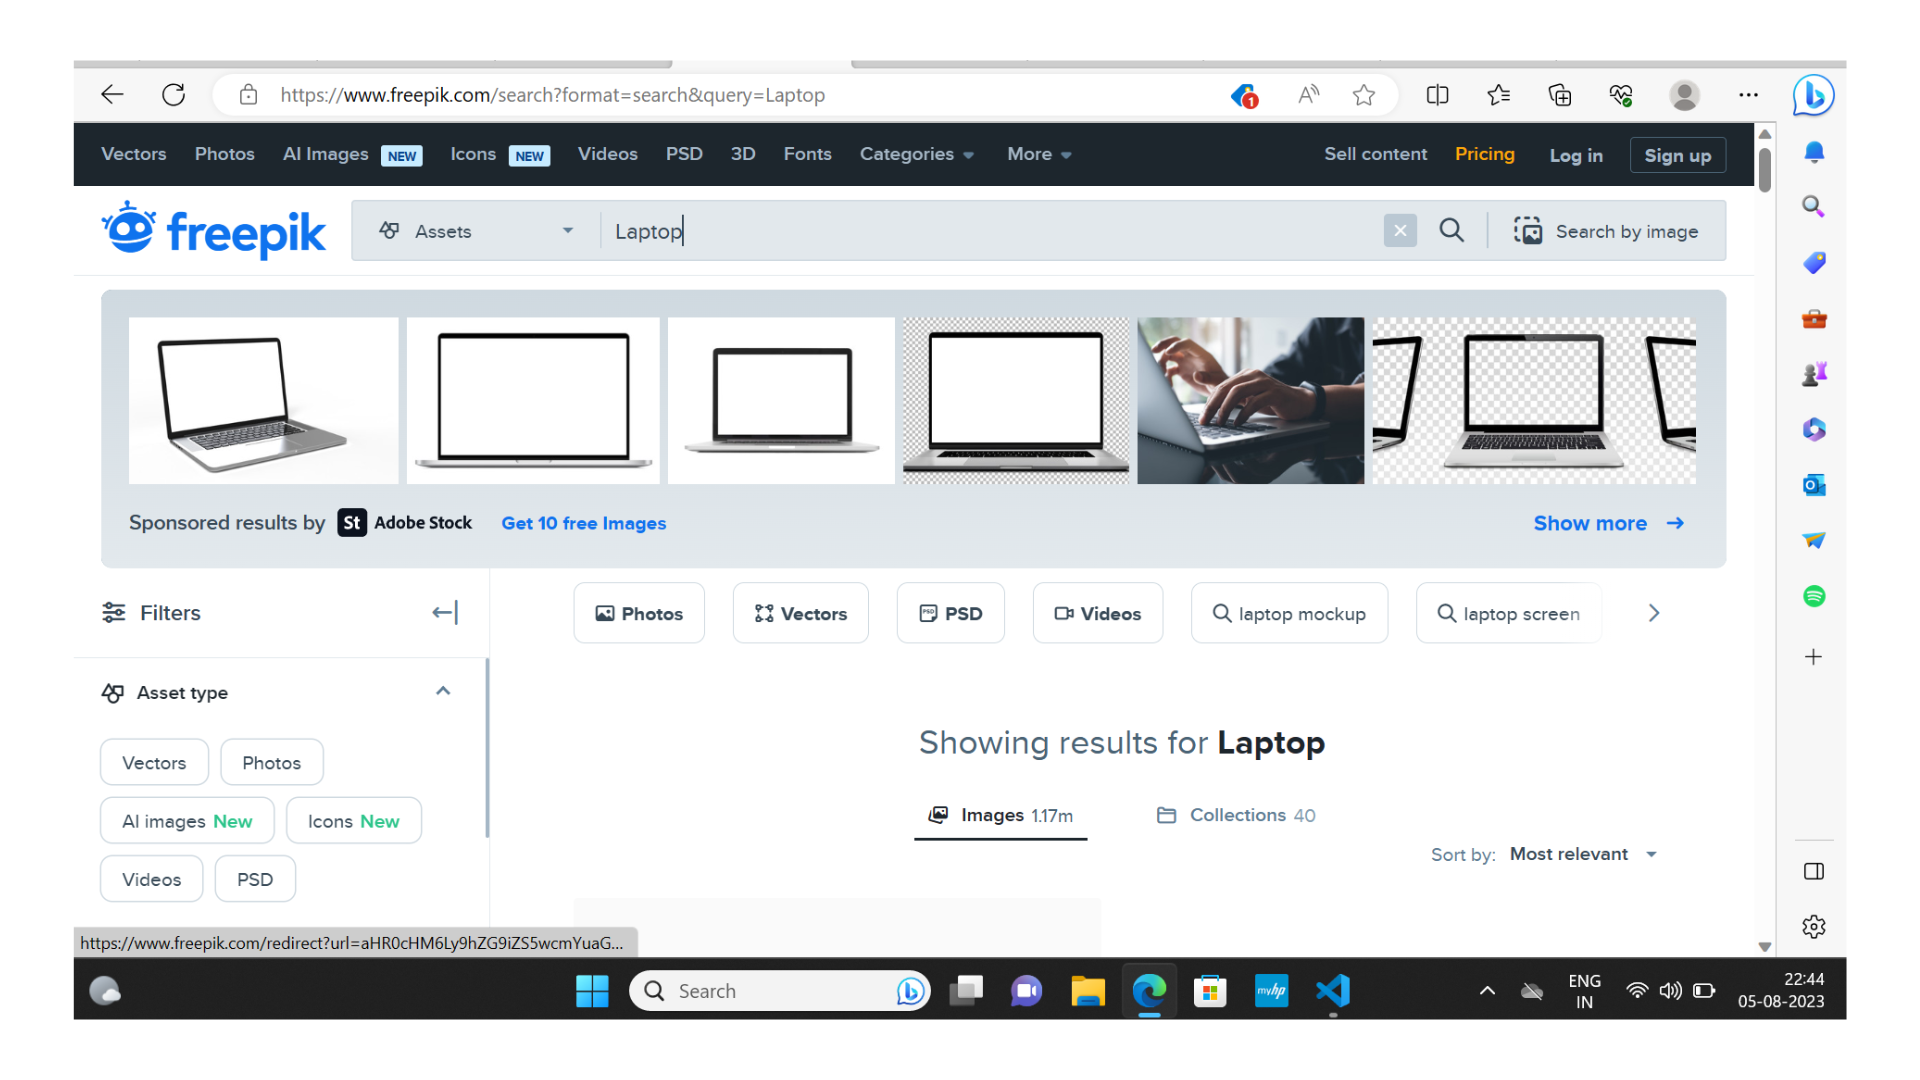 https://www.freepik.com/search?format=search&query=Laptop
1
Vectors Photos AI Images NEW Icons NEW Videos PSD 3D Fonts Categories More Sell content Pricing Log in Sign up
freepik Assets Laptop Search by image
Sponsored results by St Adobe Stock Get 10 free Images Show more →
Filters
Photos Vectors PSD PSD Videos laptop mockup laptop screen
Asset type
Vectors Photos
AI images New Icons New
Videos PSD
Showing results for Laptop
Images 1.17m Collections 40
Sort by: Most relevant
https://www.freepik.com/redirect?url=aHR0cHM6Ly9hZG9iZS5wcmYuaG...
Search myhp ENG IN 22:44 05-08-2023